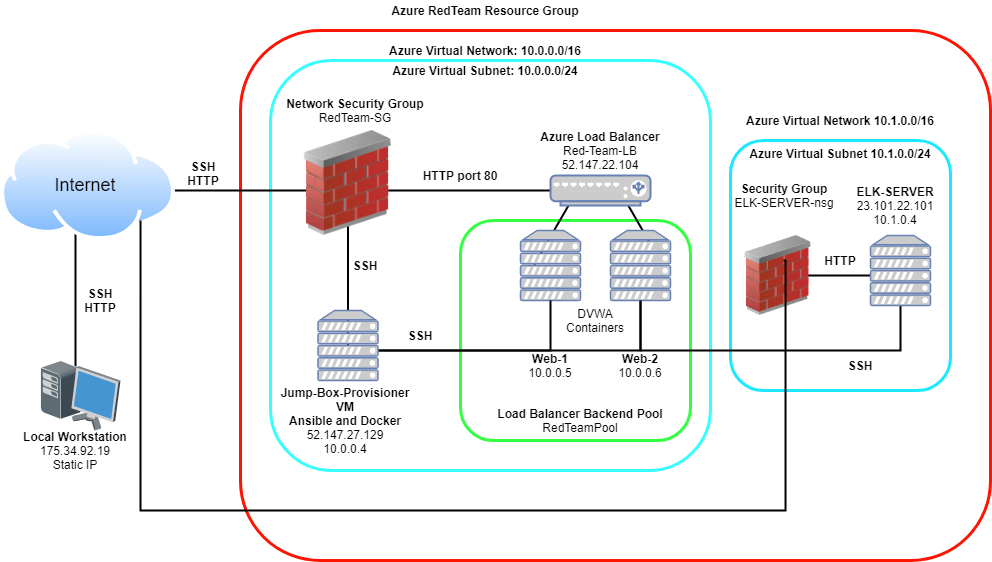 Azure RedTeam Resource Group
Azure Virtual Network: 10.0.0.0/16
Azure Virtual Subnet: 10.0.0.0/24
Network Security Group
RedTeam-SG
Azure Load Balancer
Red-Team-LB
52.147.22.104
Azure Virtual Network 10.1.0.0/16
Azure Virtual Subnet 10.1.0.0/24
Security Group
ELK-SERVER-nsg
ELK-SERVER
23.101.22.101
10.1.0.4
Internet
SSH
HTTP
HTTP port 80
HTTP
SSH
SSH
HTTP
DVWA
Containers
SSH
Web-1
10.0.0.5
Web-2
10.0.0.6
SSH
Jump-Box-Provisioner
VM
Ansible and Docker
52.147.27.129
10.0.0.4
Load Balancer Backend Pool
RedTeamPool
Local Workstation
175.34.92.19
Static IP